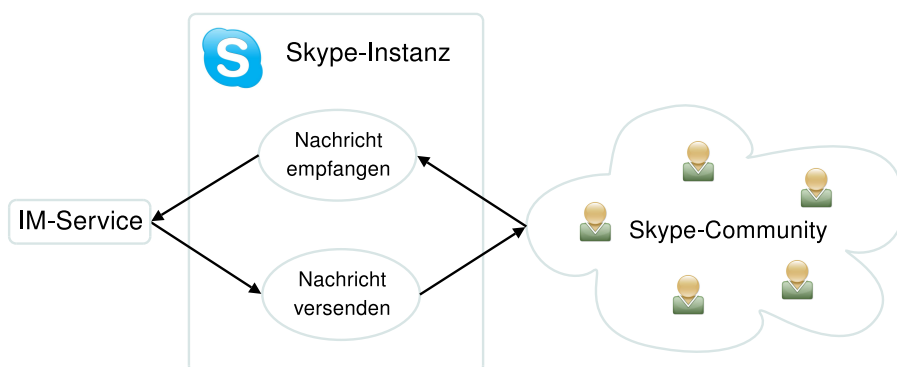 S
Skype-Instanz
Nachricht
empfangen
IM-Service
Skype-Community
Nachricht
versenden